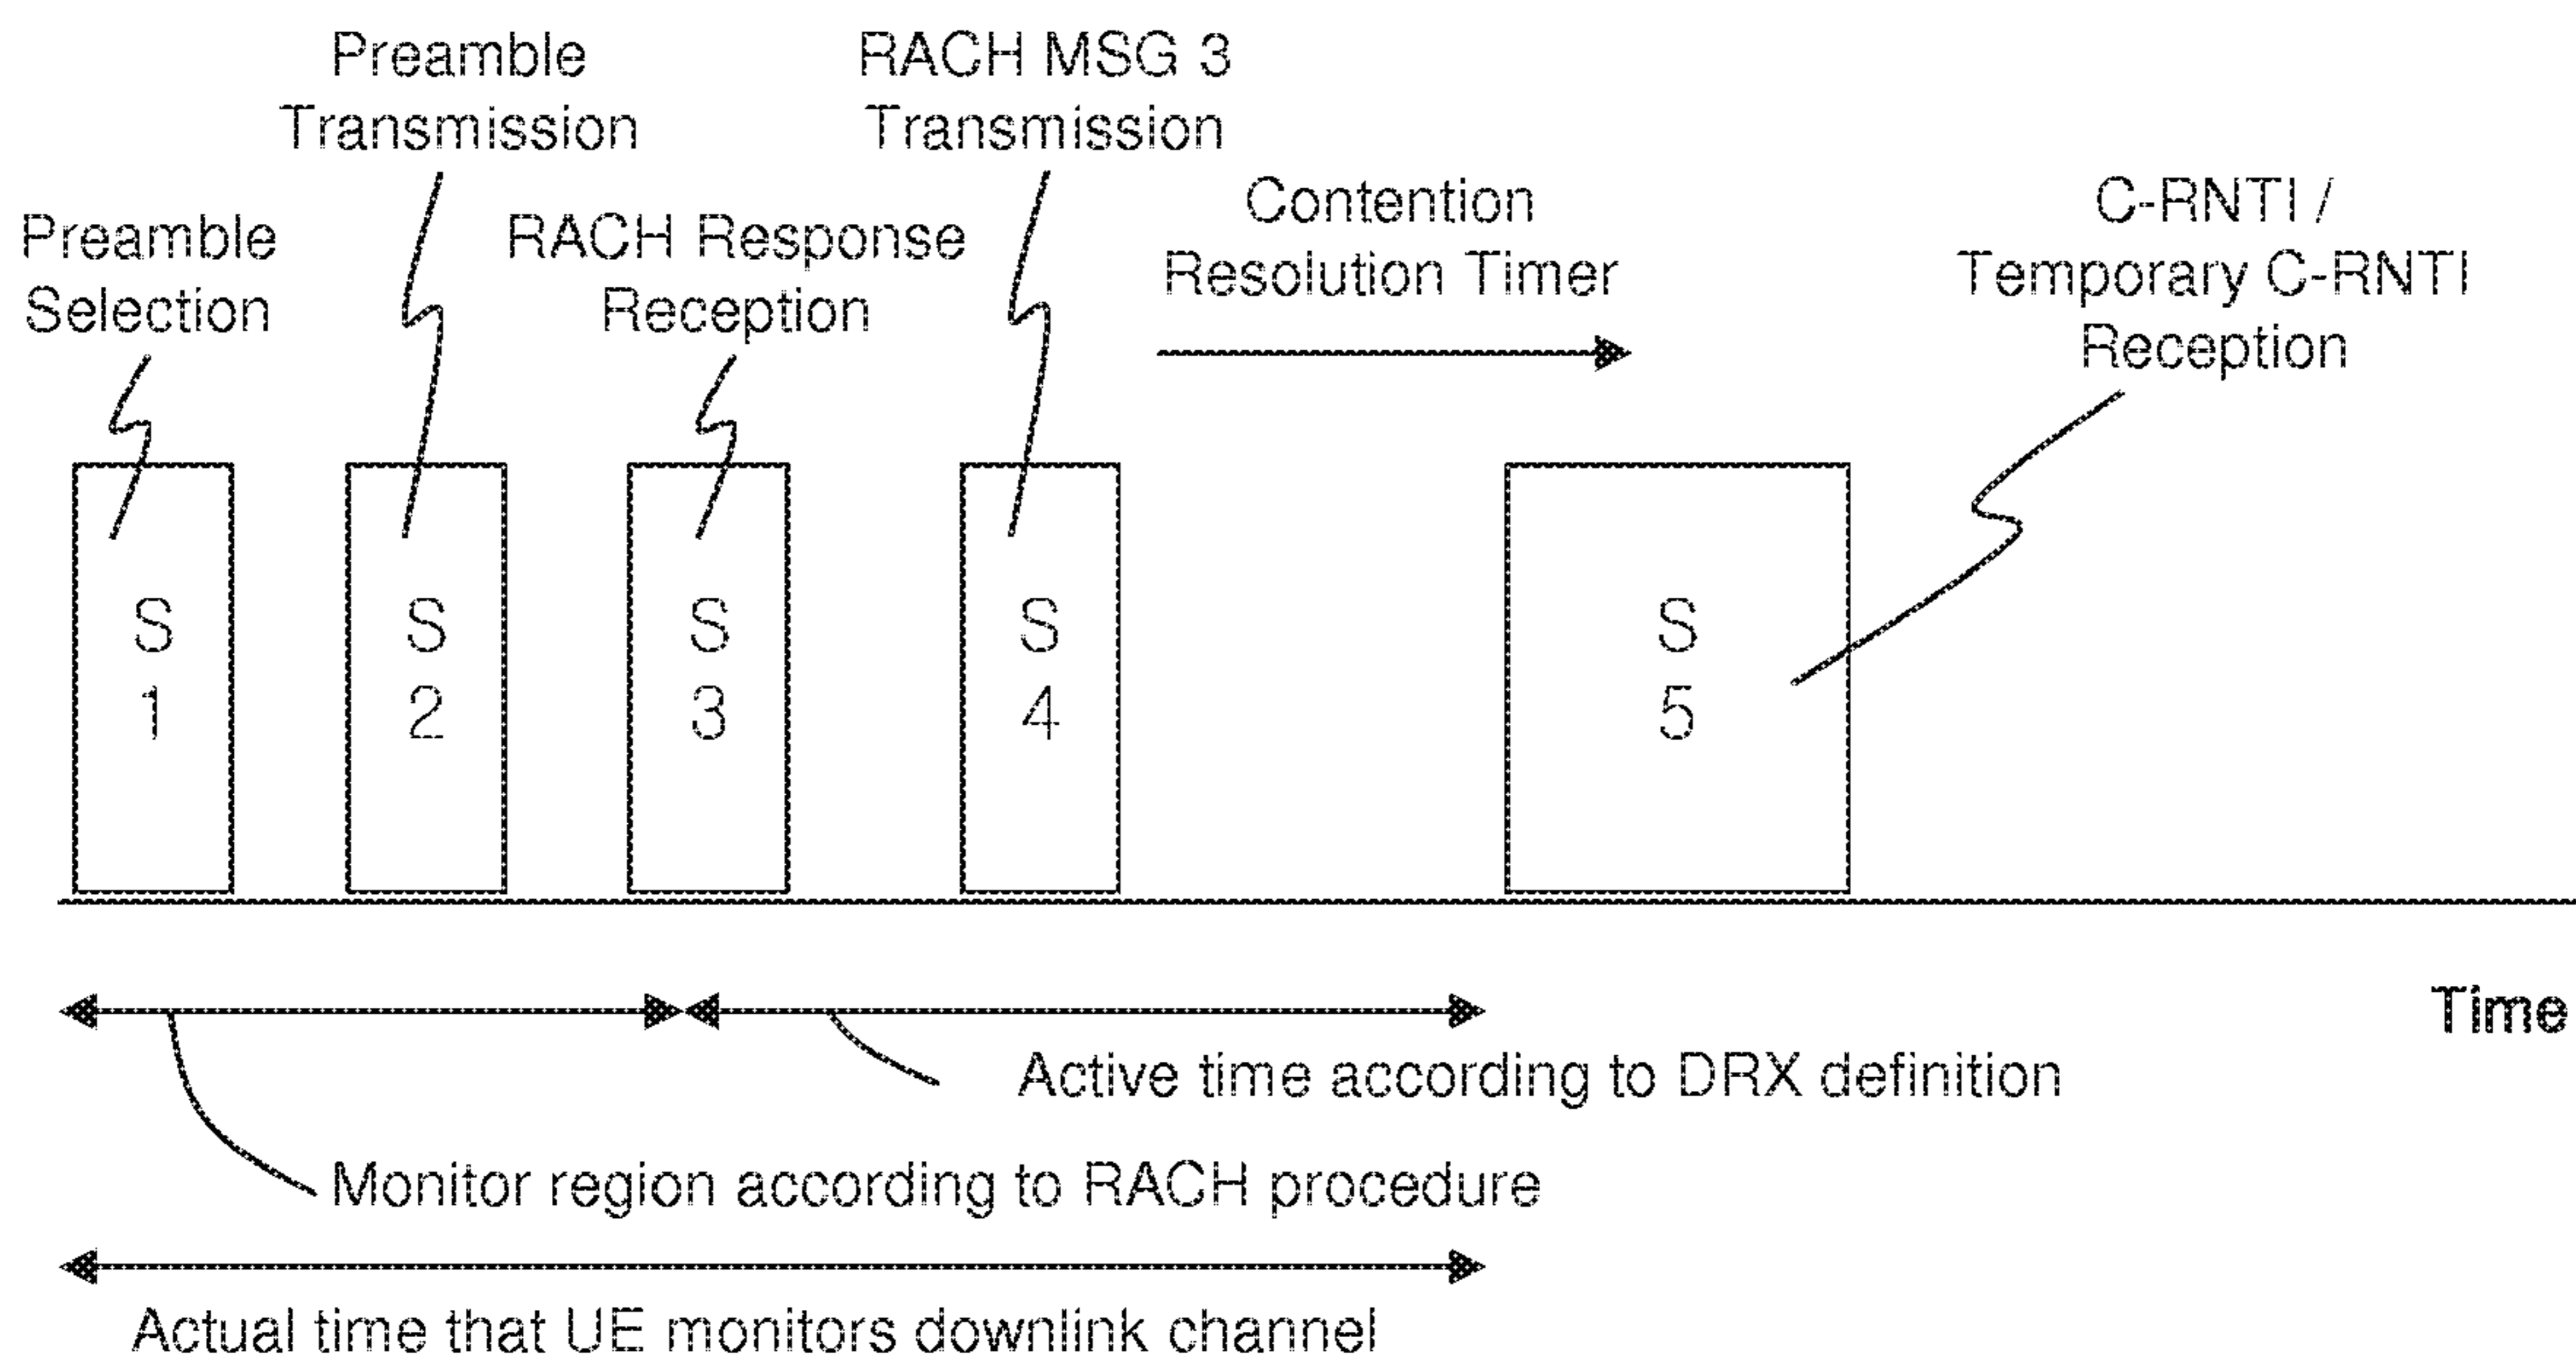 Preamble
Transmission
RACH MSG 3
Transmission
Preamble
Selection
RACH Response
Reception
Contention
Resolution Timer
C-RNTI /
Temporary C-RNTI
Reception
S
1
S
2
S
3
S
4
S
5
Time
Active time according to DRX definition
Monitor region according to RACH procedure
Actual time that UE monitors downlink channel